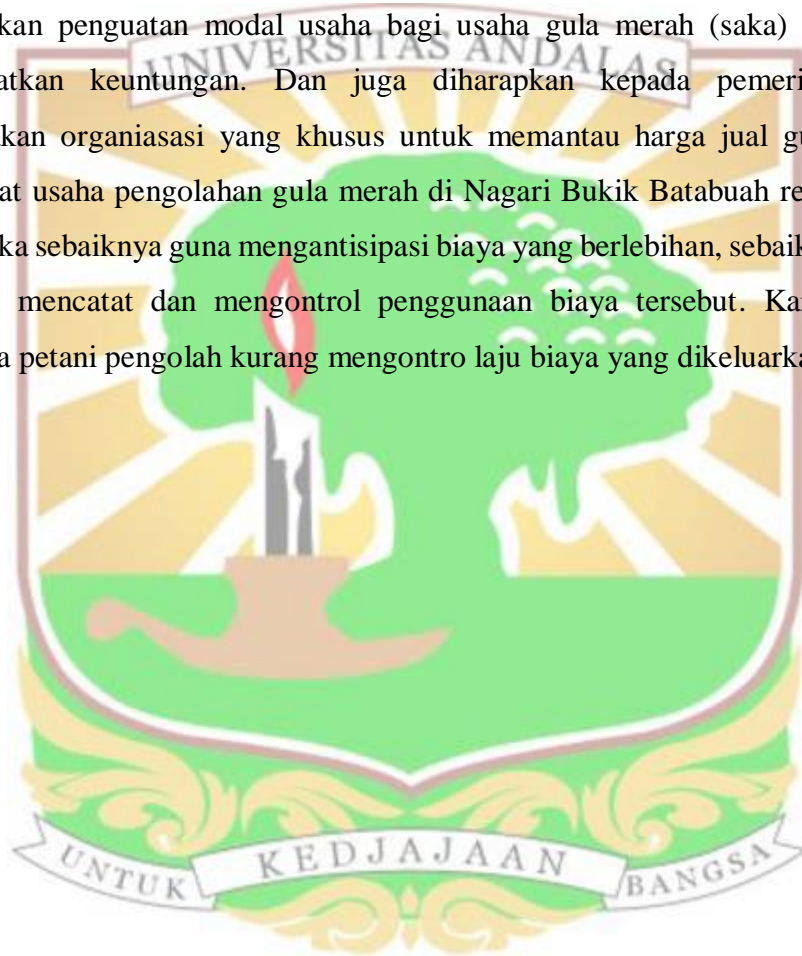 kan penguatan modal usaha bagi usaha gula merah (saka)
atkan keuntungan. Dan juga diharapkan kepada pemeri
akan organiasasi yang khusus untuk memantau harga jual gu
at usaha pengolahan gula merah di Nagari Bukik Batabuah re
ka sebaiknya guna mengantisipasi biaya yang berlebihan, sebaik
mencatat dan mengontrol penggunaan biaya tersebut. Ka
a petani pengolah kurang mengontro laju biaya yang dikeluarka
UNIVERSITAS ANDALAS
UNTUK KEDJAJAAN BANGSA